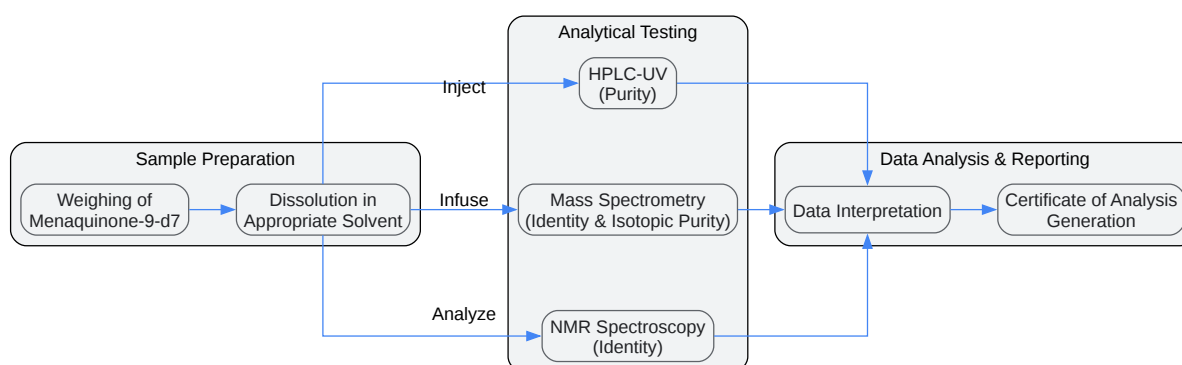 Analytical Testing
HPLC-UV
(Purity)
Inject
Sample Preparation
Weighing of
Menaquinone-9-d7
Dissolution in
Appropriate Solvent
Infuse
Mass Spectrometry
(Identity & Isotopic Purity)
Data Analysis & Reporting
Data Interpretation
Certificate of Analysis
Generation
Analyze
NMR Spectroscopy
(Identity)